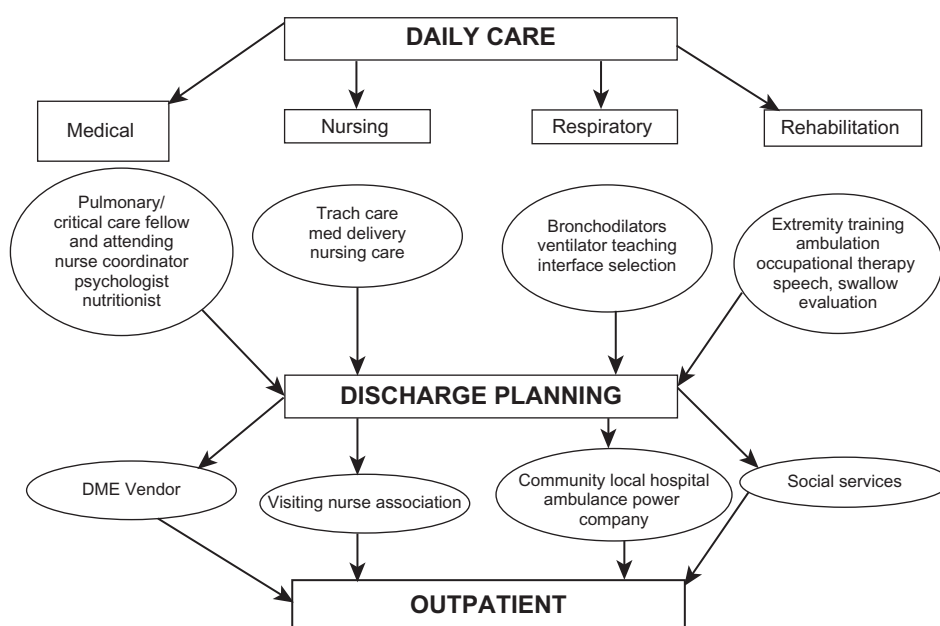 DAILY CARE
Medical
Nursing
Respiratory
Rehabilitation
Pulmonary/
critical care fellow
and attending
nurse coordinator
psychologist
nutritionist
Trach care
med delivery
nursing care
Bronchodilators
ventilator teaching
interface selection
Extremity training
ambulation
occupational therapy
speech, swallow
evaluation
DISCHARGE PLANNING
DME Vendor
Visiting nurse association
Community local hospital
ambulance power
company
Social services
OUTPATIENT